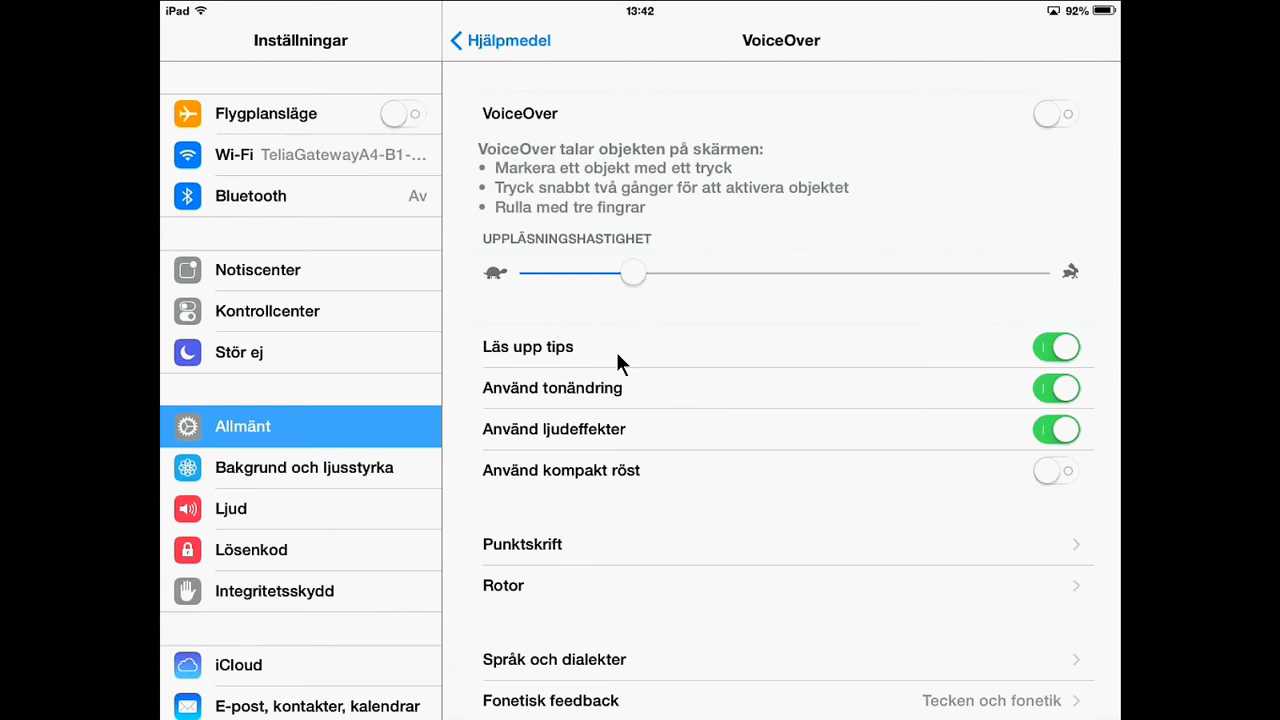 iPad
13:42
92%
Inställningar
Hjälpmedel
VoiceOver
Flygplansläge
Wi-Fi TeliaGatewayA4-B1-...
Bluetooth Av
Notiscenter
Kontrollcenter
Stör ej
Allmänt
Bakgrund och ljusstyrka
Ljud
Lösenkod
Integritetsskydd
iCloud
E-post, kontakter, kalendrar
VoiceOver
VoiceOver talar objekten på skärmen:
• Markera ett objekt med ett tryck
• Tryck snabbt två gånger för att aktivera objektet
• Rulla med tre fingrar
UPPLÄSNINGSHASTIGHET
Läs upp tips
Använd tonändring
Använd ljudeffekter
Använd kompakt röst
Punktskrift
Rotor
Språk och dialekter
Fonetisk feedback Tecken och fonetik